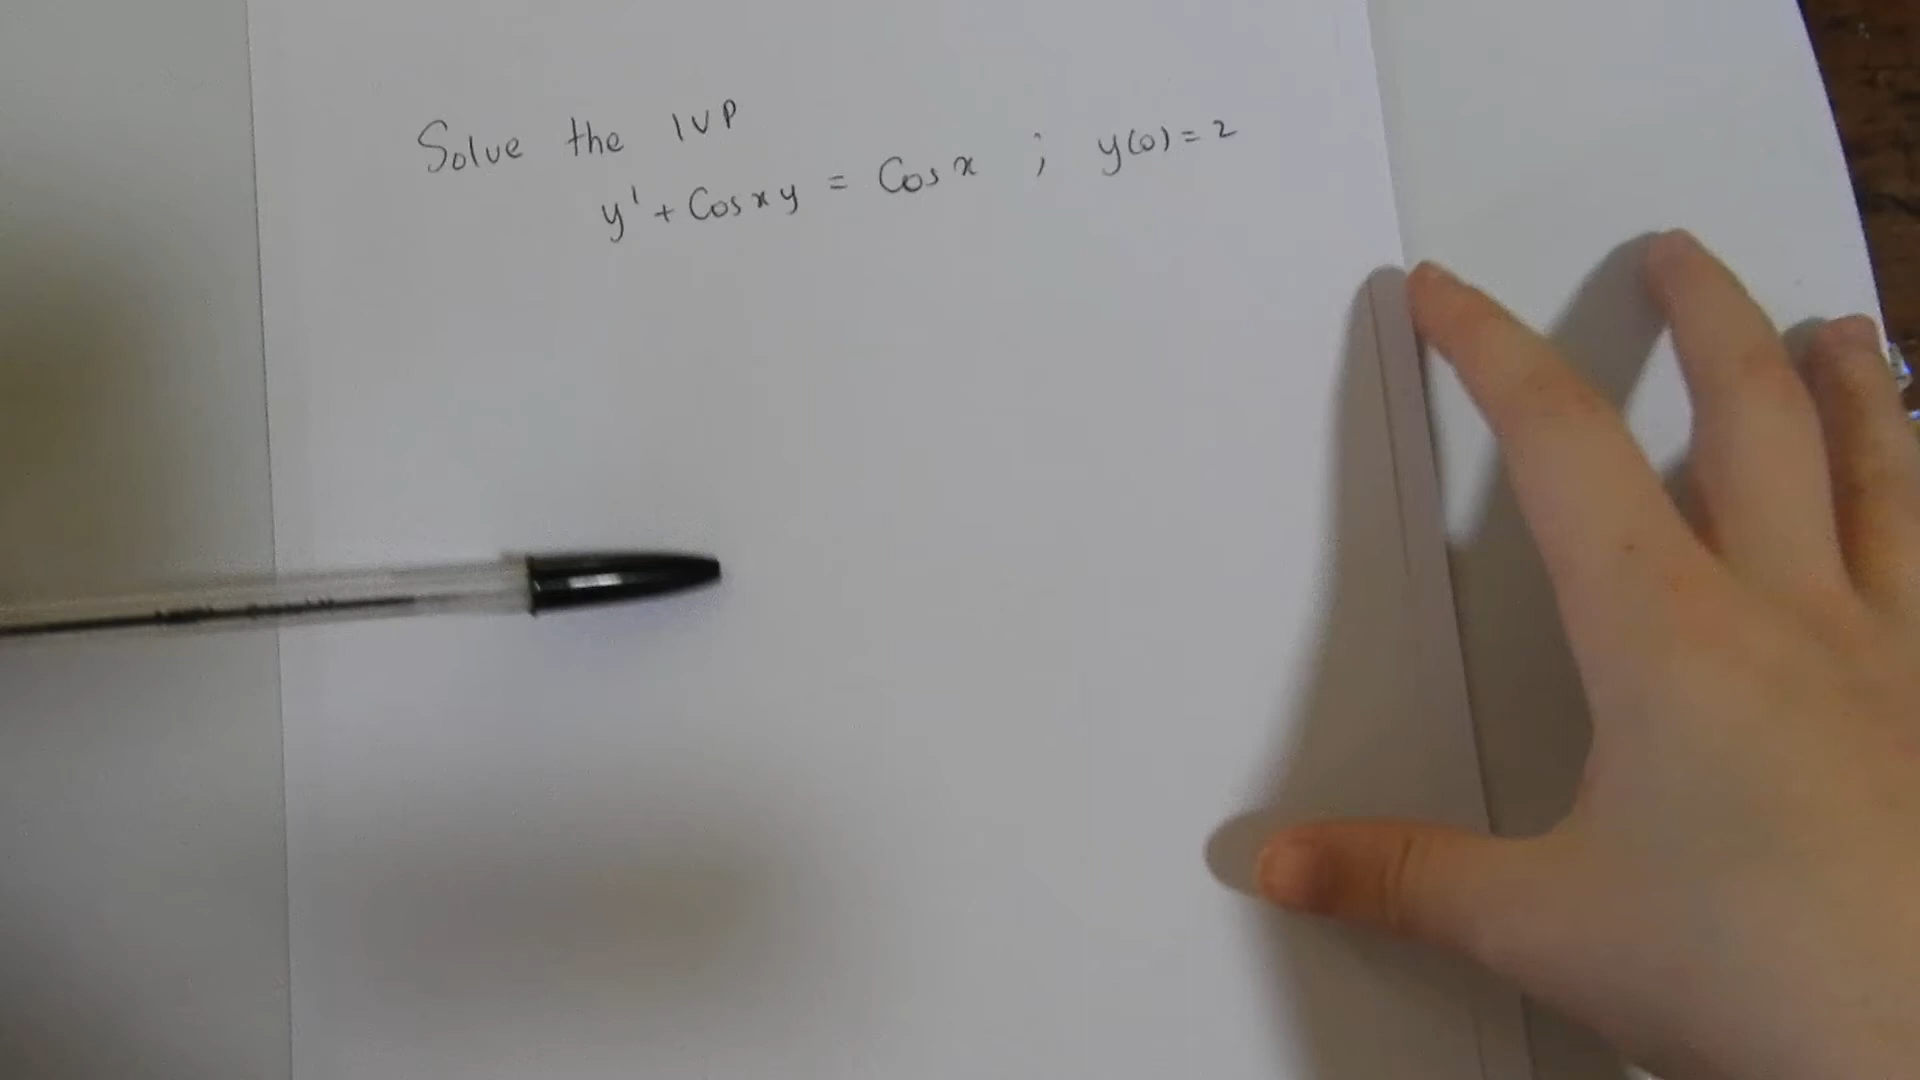 Solve the IVP
y' + Cos x y = Cos x ; y(0) = 2